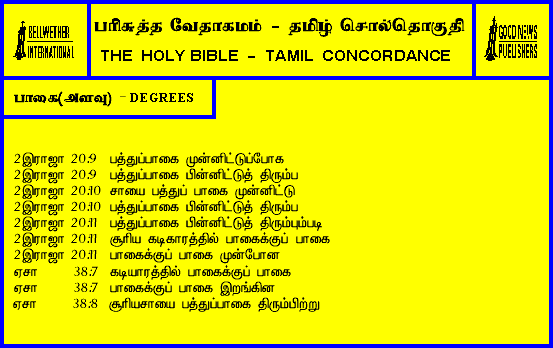 BELLWETHER INTERNATIONAL
பரிசுத்த வேதாகமம் - தமிழ் சொல்தொகுதி
THE HOLY BIBLE - TAMIL CONCORDANCE
GOOD NEWS PUBLISHERS
பாகை(அளவு) - DEGREES
2இராஜா 20:9 பத்துப்பாகை முன்னிட்டுப்போக
2இராஜா 20:9 பத்துப்பாகை பின்னிட்டுத் திரும்ப
2இராஜா 20:10 சாயை பத்துப் பாகை முன்னிட்டு
2இராஜா 20:10 பத்துப்பாகை பின்னிட்டுத் திரும்ப
2இராஜா 20:11 பத்துப்பாகை பின்னிட்டுத் திரும்பும்படி
2இராஜா 20:11 சூரிய கடிகாரத்தில் பாகைக்குப் பாகை
2இராஜா 20:11 பாகைக்குப் பாகை முன்போன
ஏசா 38:7 கடியாரத்தில் பாகைக்குப் பாகை
ஏசா 38:7 பாகைக்குப் பாகை இறங்கின
ஏசா 38:8 சூரியசாயை பத்துப்பாகை திரும்பிற்று